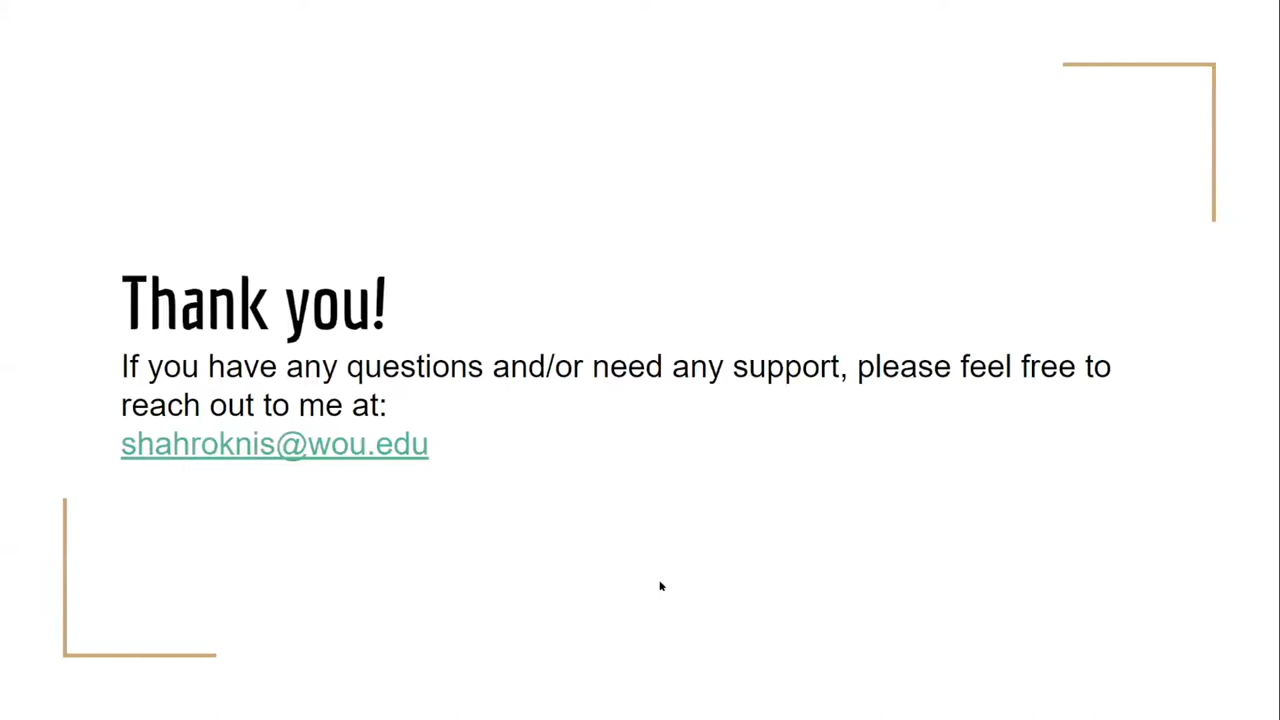 Thank you!
If you have any questions and/or need any support, please feel free to
reach out to me at:
shahroknis@wou.edu